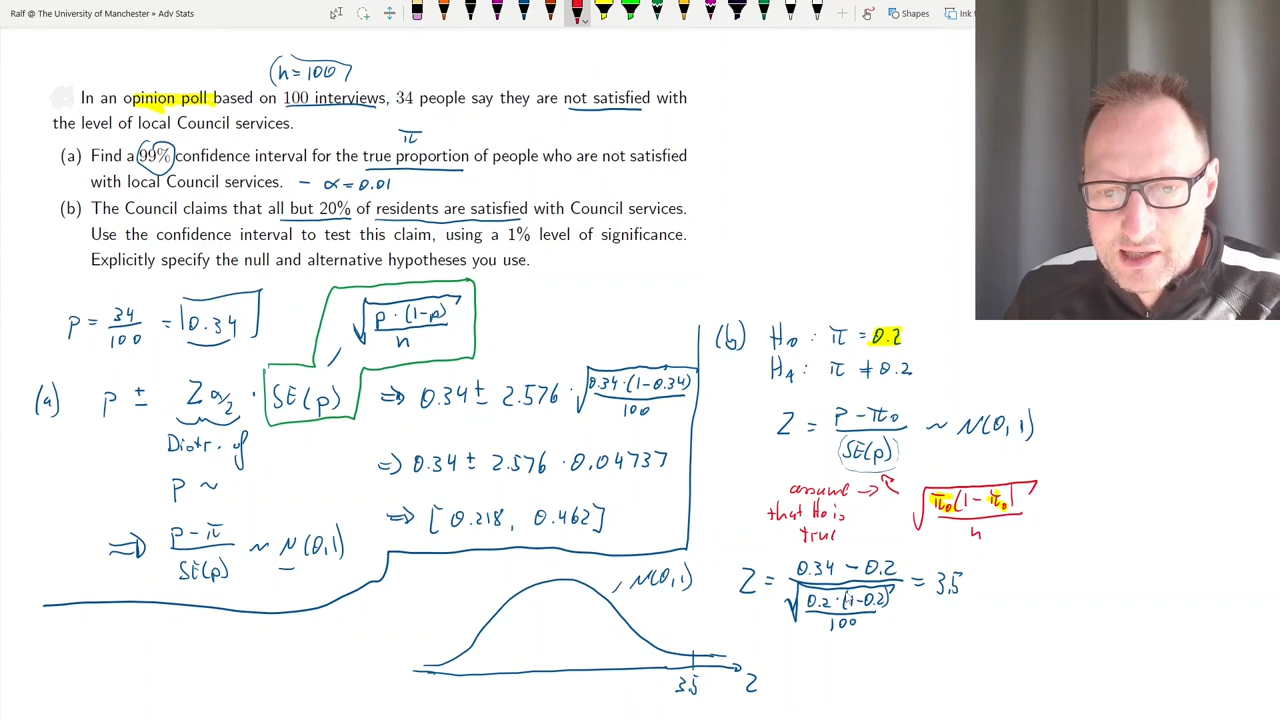 Ralf @ The University of Manchester » Adv Stats
Shapes
Ink
(n=100)
In an opinion poll based on 100 interviews, 34 people say they are not satisfied with
the level of local Council services.
π
(a) Find a 99% confidence interval for the true proportion of people who are not satisfied
with local Council services. - α = 0.01
(b) The Council claims that all but 20% of residents are satisfied with Council services.
Use the confidence interval to test this claim, using a 1% level of significance.
Explicitly specify the null and alternative hypotheses you use.
p = 34/100 = 0.34
√(p·(1-p)/n)
(a) p ± Z α/2 · SE(p) => 0.34 ± 2.576 · √(0.34·(1-0.34)/100)
Distr. of
p ~
=> 0.34 ± 2.576 · 0.04737
=> [0.218, 0.462]
=> (p-π)/SE(p) ~ N(0,1)
(b) H0 : π = 0.2
HA : π ≠ 0.2
Z = (p-π0)/(SE(p)) ~ N(0,1)
assume →
that H0 is
true
√(π0(1-π0)/n)
Z = (0.34-0.2)/√(0.2·(1-0.2)/100) = 3.5
N(0,1)
3.5
Z